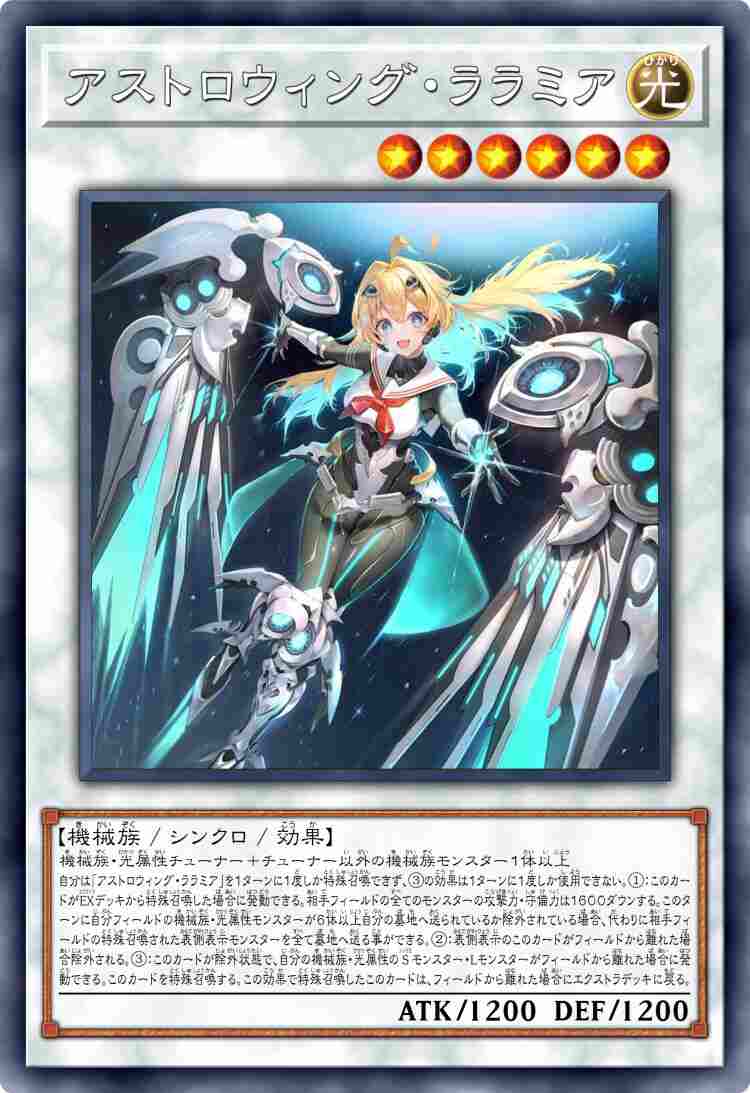 アストロウィング・ララミア 光
【機械族 / シンクロ / 効果】
機械族・光属性チューナー＋チューナー以外の機械族モンスター1体以上
自分は「アストロウィング・ララミア」を1ターンに1度しか特殊召喚できず、③の効果は1ターンに1度しか使用できない。①：このカー
ドがEXデッキから特殊召喚した場合に発動できる。相手フィールドの全てのモンスターの攻撃力・守備力は1600ダウンする。このター
ンに自分フィールドの機械族・光属性モンスターが6体以上自分の墓地へ送られているか除外されている場合、代わりに相手フィ
ールドの特殊召喚された表側表示モンスターを全て墓地へ送る事ができる。②：表側表示のこのカードがフィールドから離れた場
合除外される。③：このカードが除外状態で、自分の機械族・光属性のSモンスター・Lモンスターがフィールドから離れた場合に発
動できる。このカードを特殊召喚する。この効果で特殊召喚したこのカードは、フィールドから離れた場合にエクストラデッキに戻る。
ATK/1200 DEF/1200